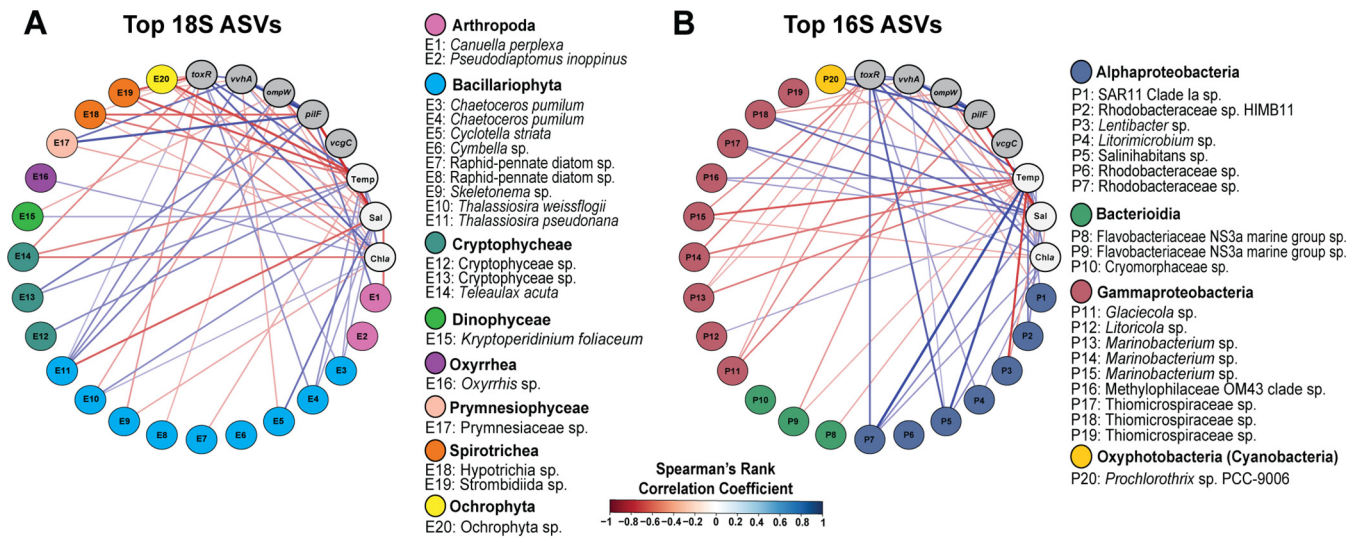 A
Top 18S ASVs
E20
toxR
vvhA
ompW
pilF
vcgC
Temp
Sal
Chla
E1
E2
E3
E4
E5
E6
E7
E8
E9
E10
E11
E12
E13
E14
E15
E16
E17
E18
E19
Arthropoda
E1: Canuella perplexa
E2: Pseudodiaptomus inoppinus
Bacillariophyta
E3: Chaetoceros pumilum
E4: Chaetoceros pumilum
E5: Cyclotella striata
E6: Cymbella sp.
E7: Raphid-pennate diatom sp.
E8: Raphid-pennate diatom sp.
E9: Skeletonema sp.
E10: Thalassiosira weissflogii
E11: Thalassiosira pseudonana
Cryptophycheae
E12: Cryptophyceae sp.
E13: Cryptophyceae sp.
E14: Teleaulax acuta
Dinophyceae
E15: Kryptoperidinium foliaceum
Oxyrrhea
E16: Oxyrrhis sp.
Prymnesiophyceae
E17: Prymnesiaceae sp.
Spirotrichea
E18: Hypotrichia sp.
E19: Strombidiida sp.
Ochrophyta
E20: Ochrophyta sp.
B
Top 16S ASVs
P20
toxR
vvhA
ompW
pilF
vcgC
Temp
Sal
Chla
P1
P2
P3
P4
P5
P6
P7
P8
P9
P10
P11
P12
P13
P14
P15
P16
P17
P18
P19
Alphaproteobacteria
P1: SAR11 Clade Ia sp.
P2: Rhodobacteraceae sp. HIMB11
P3: Lentibacter sp.
P4: Litorimicrobium sp.
P5: Salinihabitans sp.
P6: Rhodobacteraceae sp.
P7: Rhodobacteraceae sp.
Bacterioidia
P8: Flavobacteriaceae NS3a marine group sp.
P9: Flavobacteriaceae NS3a marine group sp.
P10: Cryomorphaceae sp.
Gammaproteobacteria
P11: Glaciecola sp.
P12: Litoricola sp.
P13: Marinobacterium sp.
P14: Marinobacterium sp.
P15: Marinobacterium sp.
P16: Methylophilaceae OM43 clade sp.
P17: Thiomicrospiraceae sp.
P18: Thiomicrospiraceae sp.
P19: Thiomicrospiraceae sp.
Oxyphotobacteria (Cyanobacteria)
P20: Prochlorothrix sp. PCC-9006
Spearman's Rank
Correlation Coefficient
−1 −0.8 −0.6 −0.4 −0.2 0 0.2 0.4 0.6 0.8 1